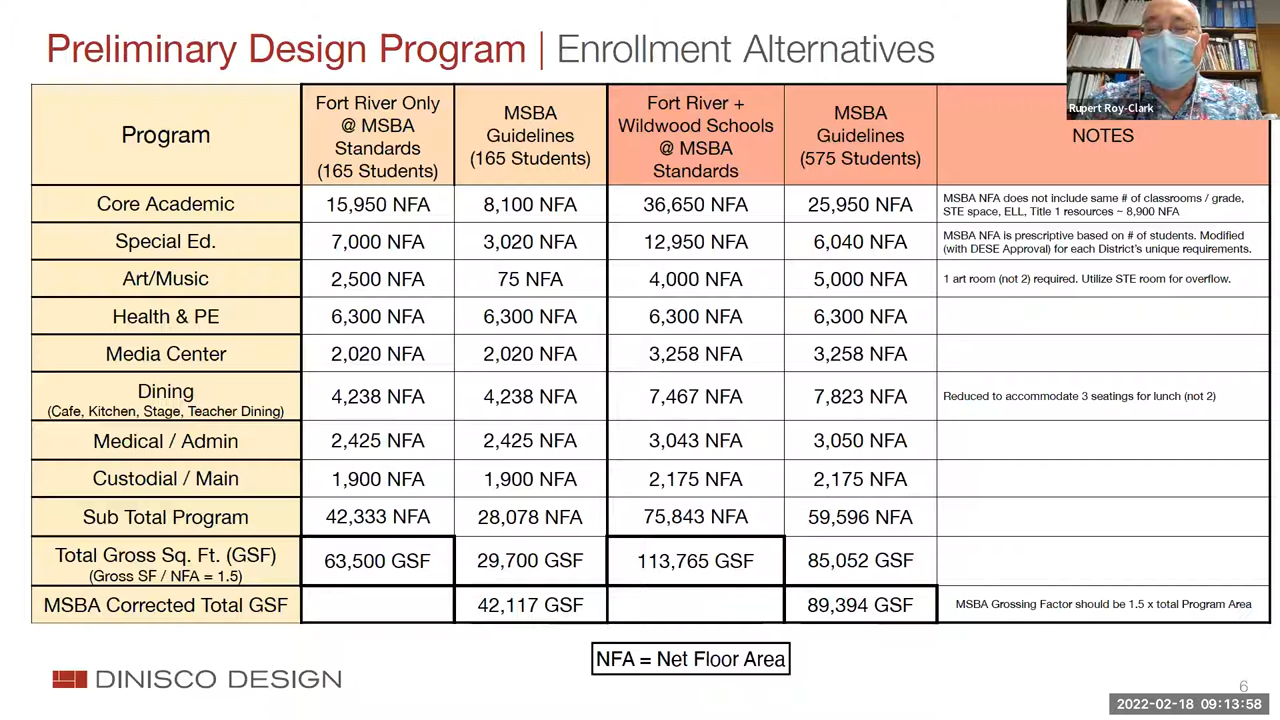 Preliminary Design Program | Enrollment Alternatives
Rupert Roy-Clark
Program
Fort River Only
@ MSBA
Standards
(165 Students)
MSBA
Guidelines
(165 Students)
Fort River +
Wildwood Schools
@ MSBA
Standards
MSBA
Guidelines
(575 Students)
NOTES
Core Academic
15,950 NFA
8,100 NFA
36,650 NFA
25,950 NFA
MSBA NFA does not include same # of classrooms / grade,
STE space, ELL, Title 1 resources ~ 8,900 NFA
Special Ed.
7,000 NFA
3,020 NFA
12,950 NFA
6,040 NFA
MSBA NFA is prescriptive based on # of students. Modified
(with DESE Approval) for each District's unique requirements.
Art/Music
2,500 NFA
75 NFA
4,000 NFA
5,000 NFA
1 art room (not 2) required. Utilize STE room for overflow.
Health & PE
6,300 NFA
6,300 NFA
6,300 NFA
6,300 NFA
Media Center
2,020 NFA
2,020 NFA
3,258 NFA
3,258 NFA
Dining
(Cafe, Kitchen, Stage, Teacher Dining)
4,238 NFA
4,238 NFA
7,467 NFA
7,823 NFA
Reduced to accommodate 3 seatings for lunch (not 2)
Medical / Admin
2,425 NFA
2,425 NFA
3,043 NFA
3,050 NFA
Custodial / Main
1,900 NFA
1,900 NFA
2,175 NFA
2,175 NFA
Sub Total Program
42,333 NFA
28,078 NFA
75,843 NFA
59,596 NFA
Total Gross Sq. Ft. (GSF)
(Gross SF / NFA = 1.5)
63,500 GSF
29,700 GSF
113,765 GSF
85,052 GSF
MSBA Corrected Total GSF
42,117 GSF
89,394 GSF
MSBA Grossing Factor should be 1.5 x total Program Area
NFA = Net Floor Area
DINISCO DESIGN
6
2022-02-18 09:13:58